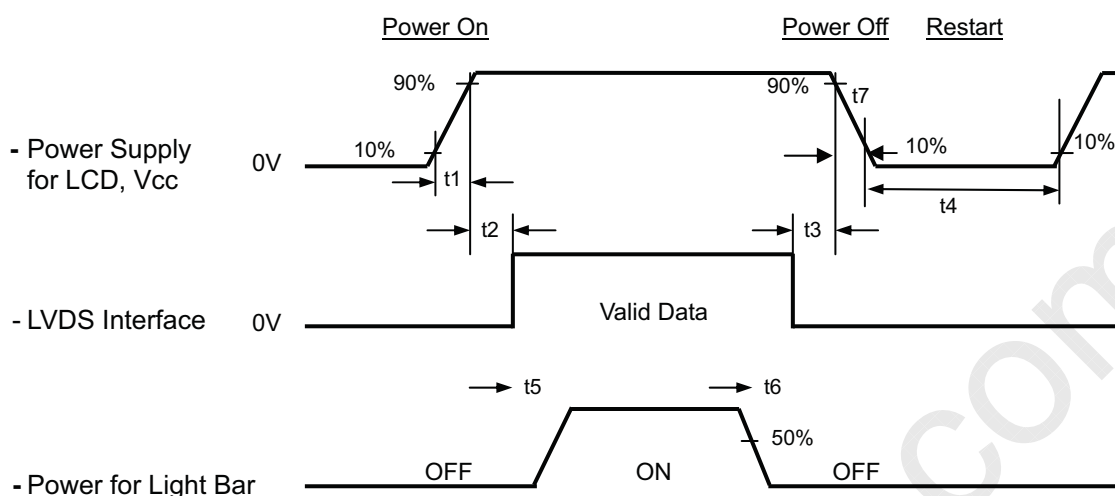 Power On
Power Off
Restart
90%
90%
t7
- Power Supply
for LCD, Vcc
0V
10%
10%
10%
t1
t4
t2
t3
- LVDS Interface
0V
Valid Data
t5
t6
50%
- Power for Light Bar
OFF
ON
OFF
com